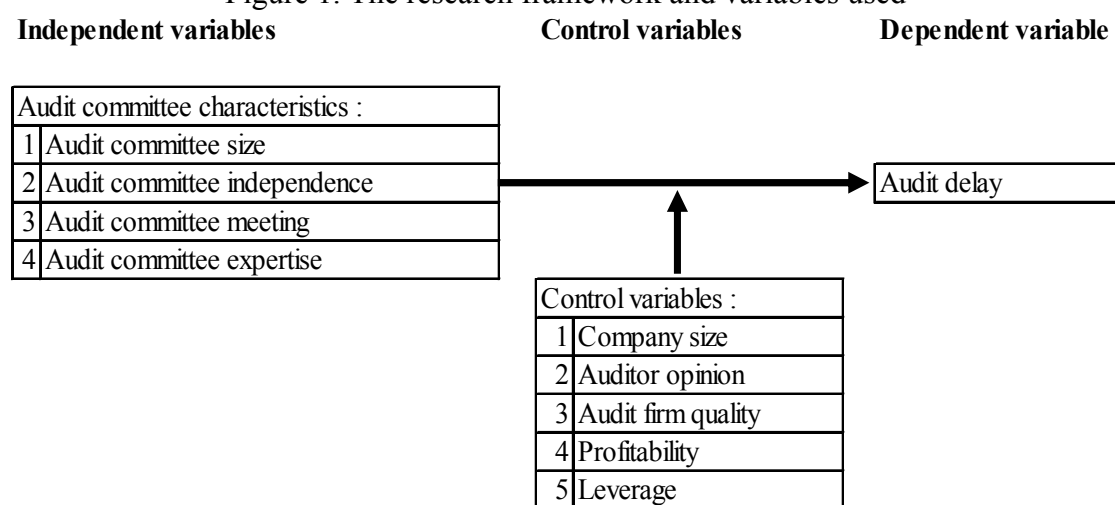 Figure 1. The research framework and variables used
Independent variables Control variables Dependent variable
Audit committee characteristics :
1 Audit committee size
2 Audit committee independence
3 Audit committee meeting
4 Audit committee expertise
Audit delay
Control variables :
1 Company size
2 Auditor opinion
3 Audit firm quality
4 Profitability
5 Leverage